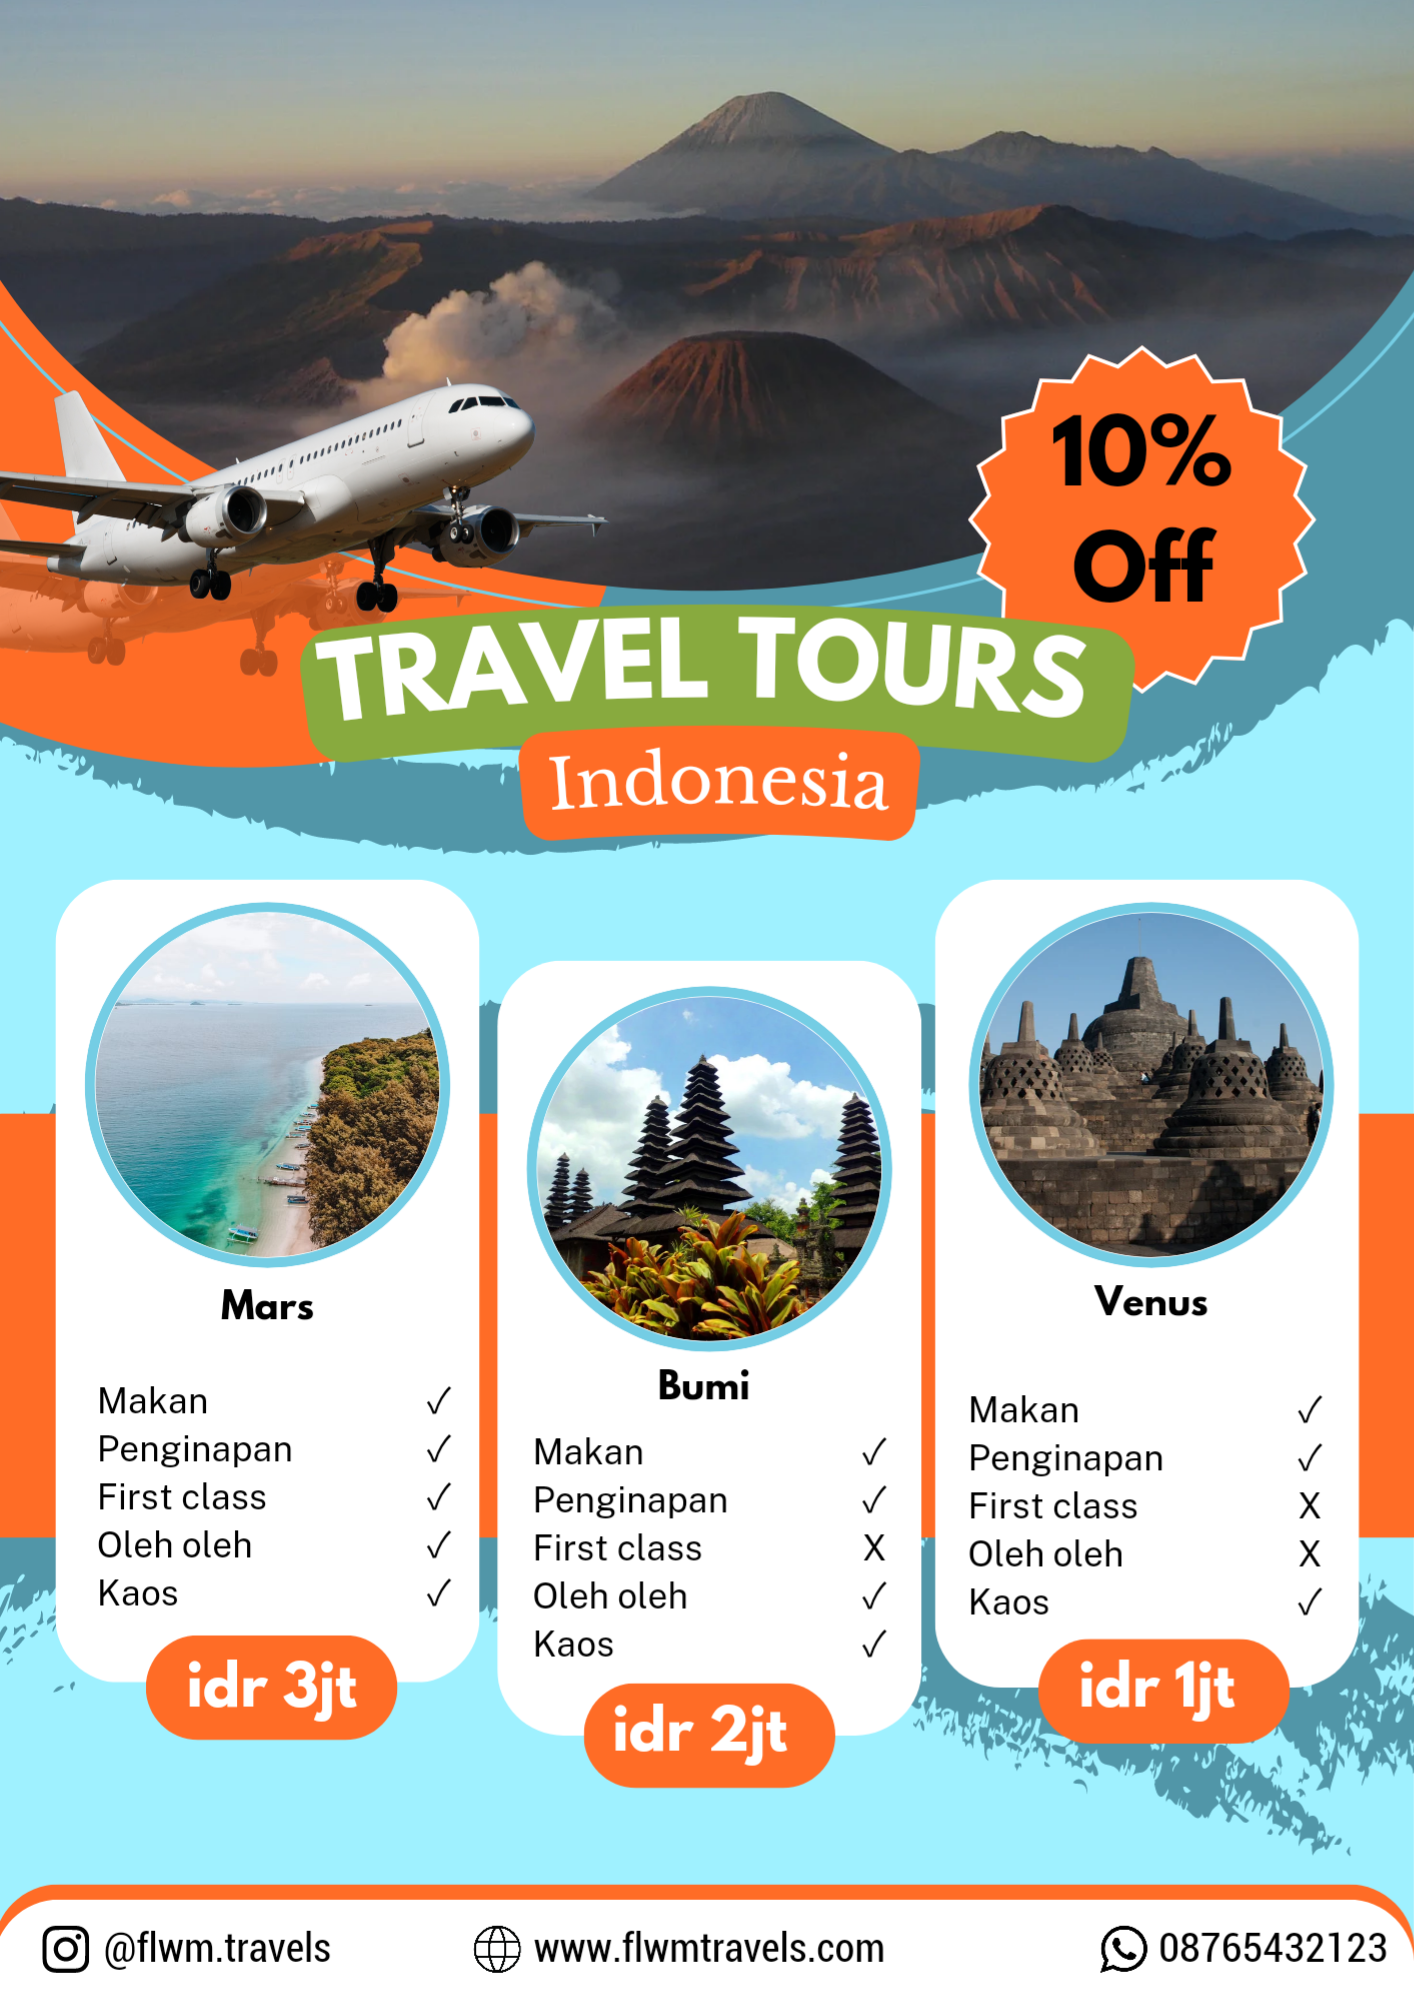 10%
Off
TRAVEL TOURS
Indonesia
Mars
Makan ✓
Penginapan ✓
First class ✓
Oleh oleh ✓
Kaos ✓
idr 3jt
Bumi
Makan ✓
Penginapan ✓
First class X
Oleh oleh ✓
Kaos ✓
idr 2jt
Venus
Makan ✓
Penginapan ✓
First class X
Oleh oleh X
Kaos ✓
idr 1jt
@flwm.travels
www.flwmtravels.com
08765432123